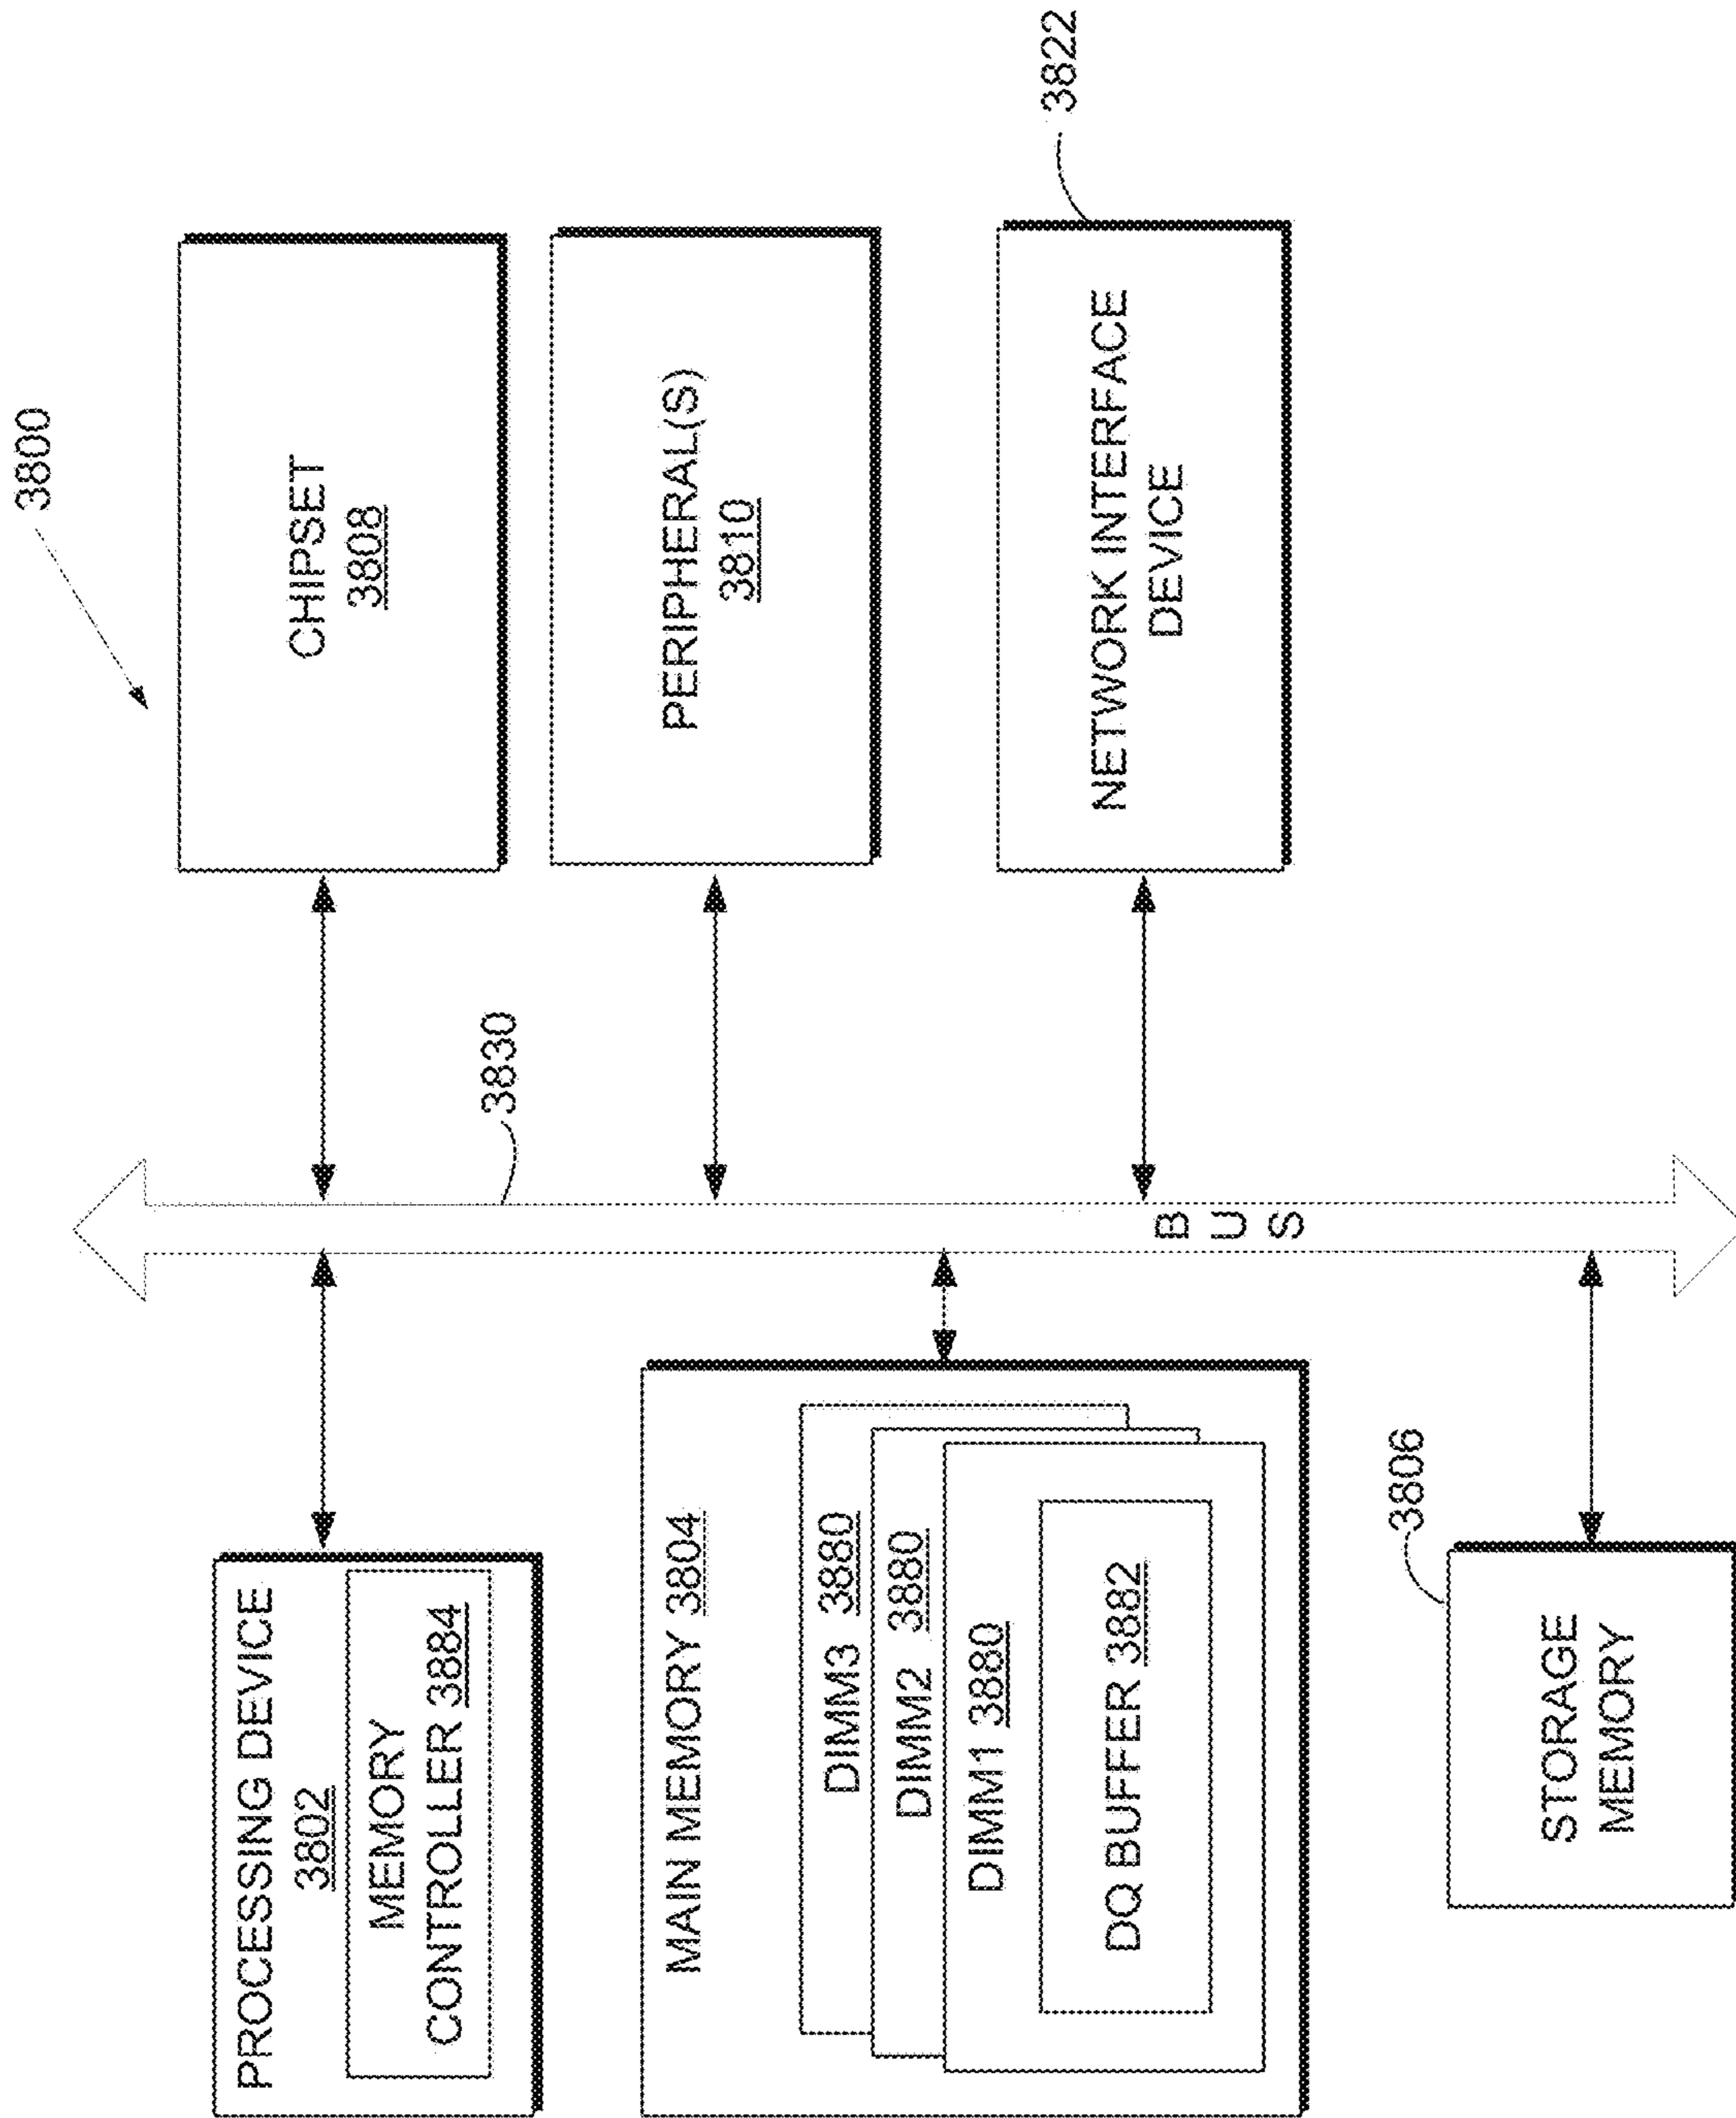 3800
PROCESSING DEVICE
3802
MEMORY
CONTROLLER 3884
CHIPSET
3808
3830
MAIN MEMORY 3804
DIMM3 3880
DIMM2 3880
DIMM1 3880
DQ BUFFER 3882
PERIPHERAL(S)
3810
B
U
S
NETWORK INTERFACE
DEVICE
3822
3806
STORAGE
MEMORY